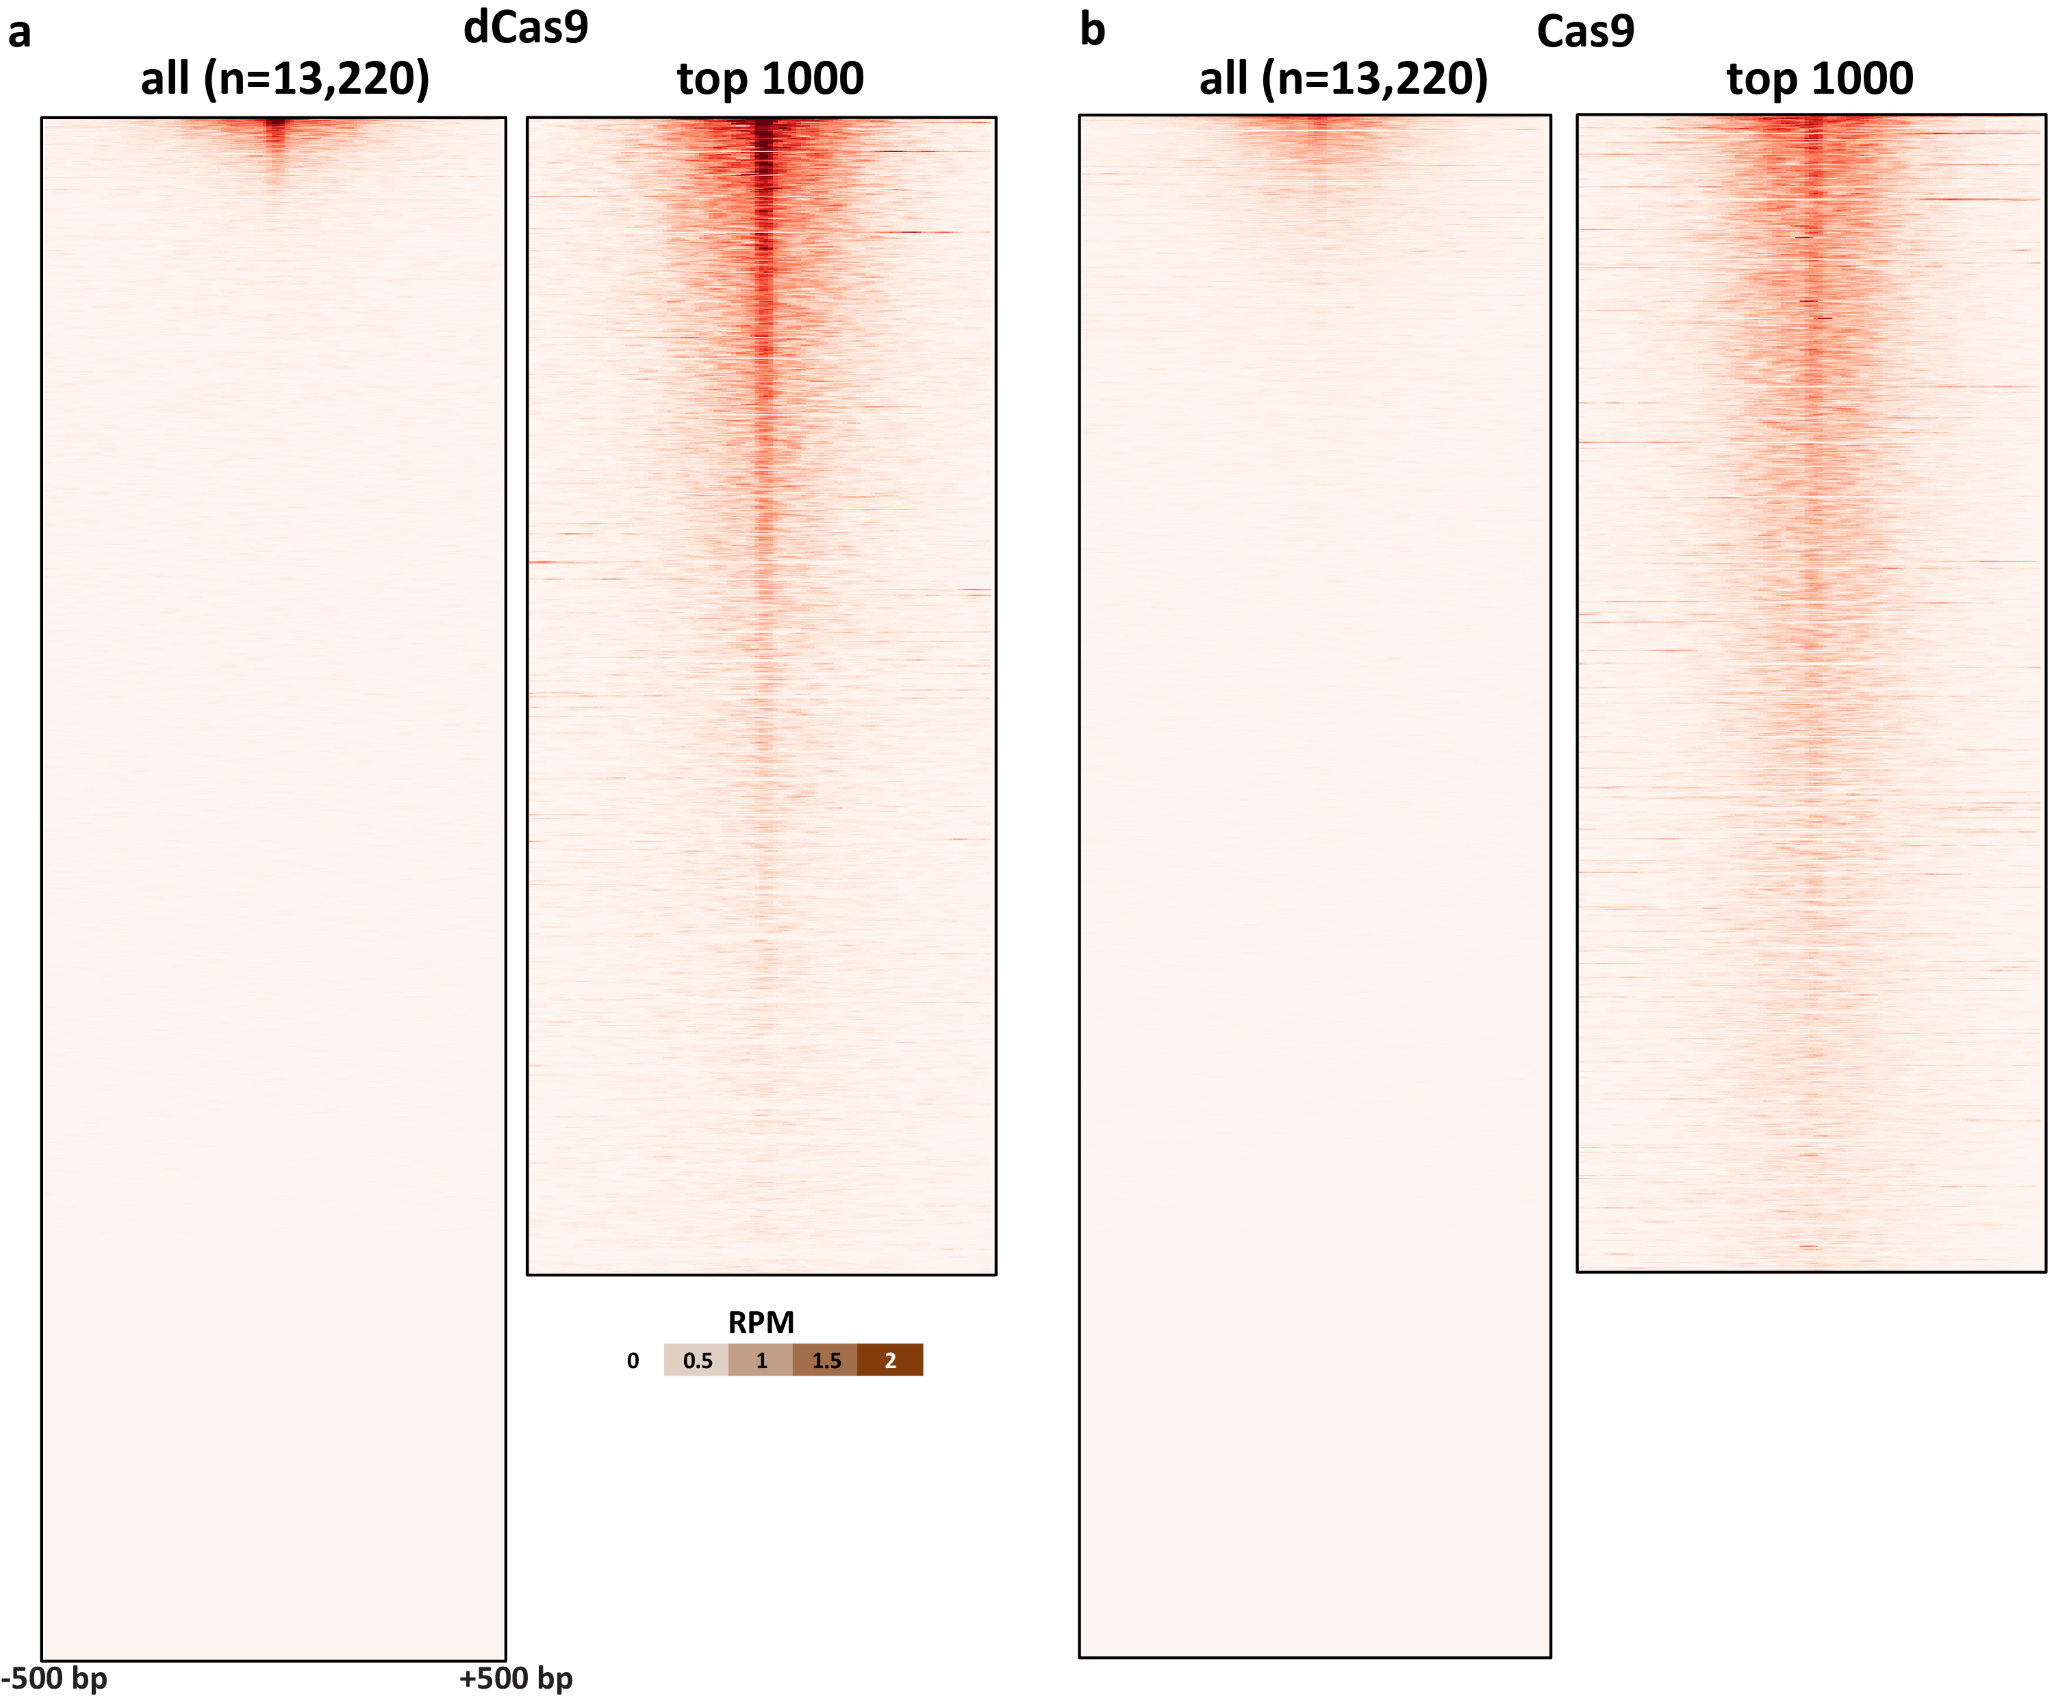 a
dCas9
all (n=13,220)
top 1000
RPM
0 0.5 1 1.5 2
-500 bp
+500 bp
b
Cas9
all (n=13,220)
top 1000